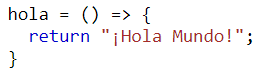 hola = () => {
  return "¡Hola Mundo!";
}